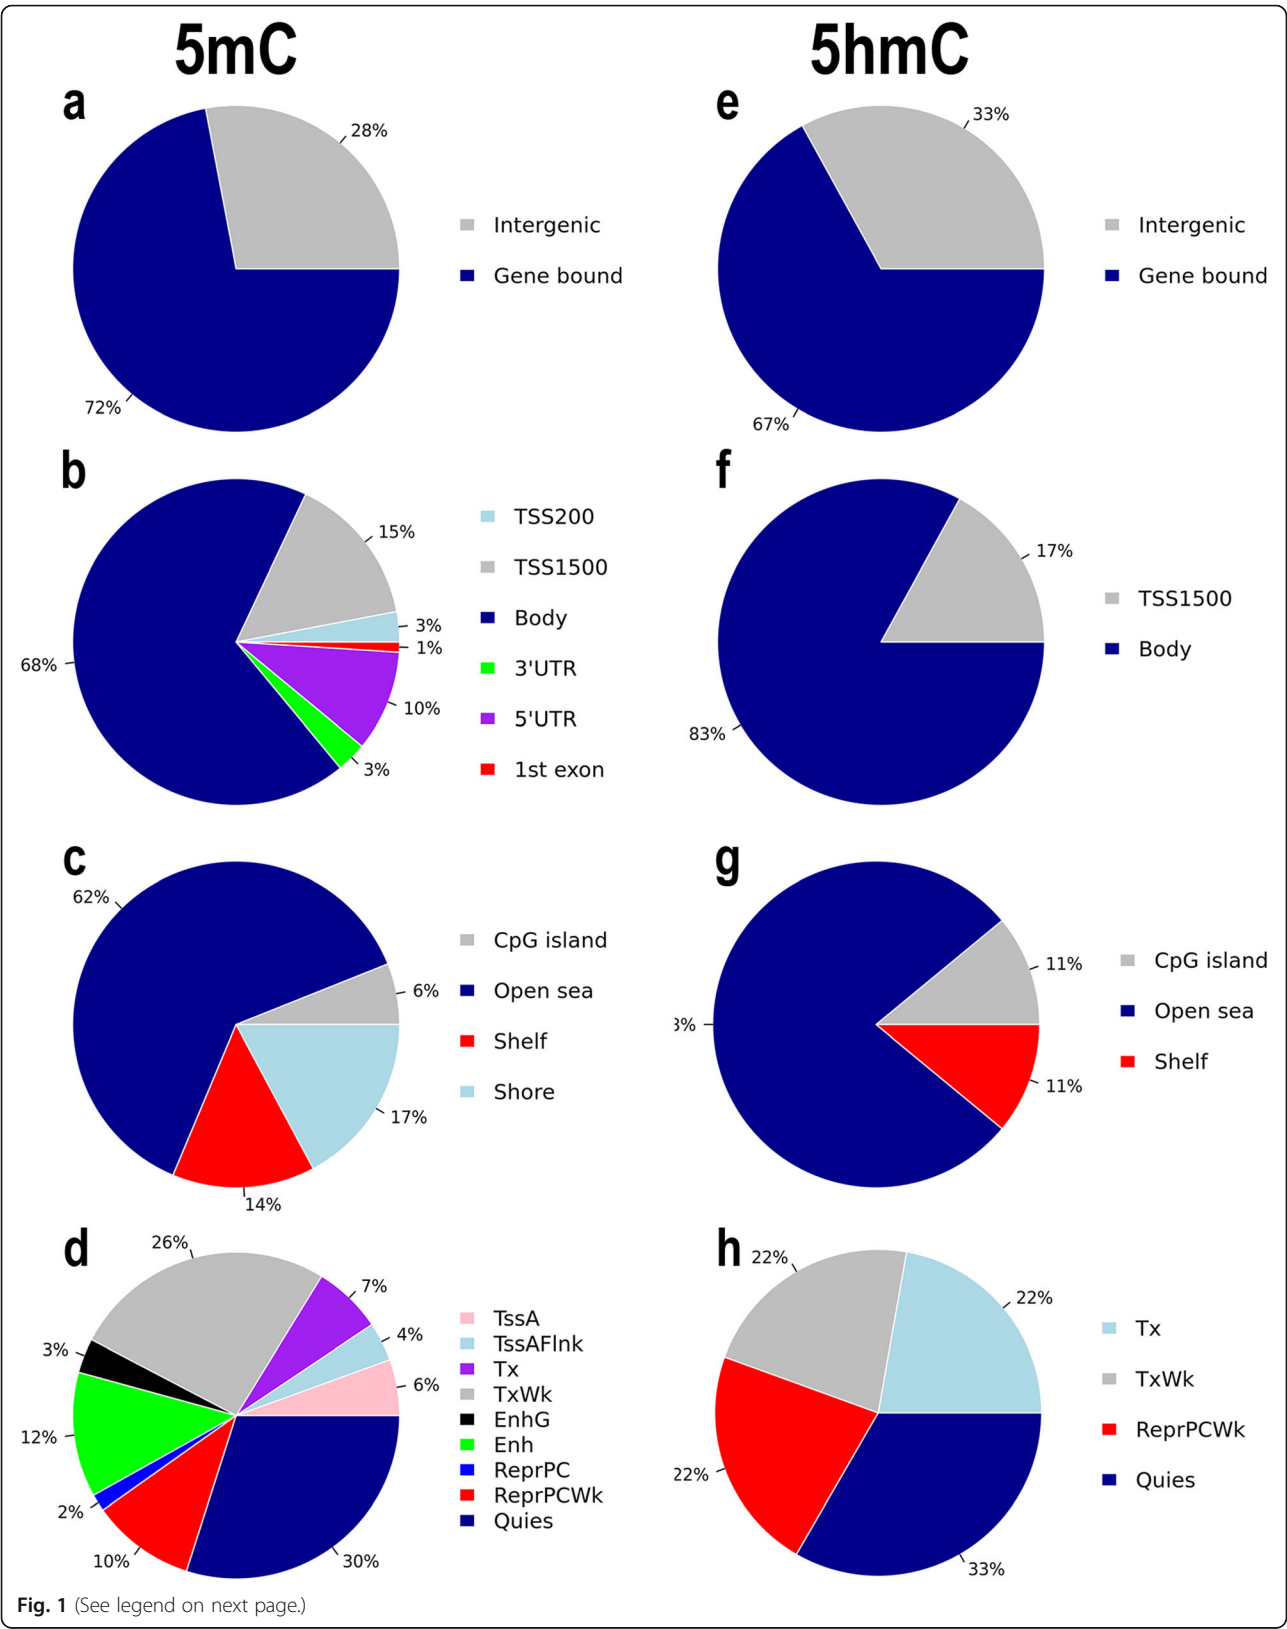 5mC
5hmC
a
28%
72%
Intergenic
Gene bound
e
33%
67%
Intergenic
Gene bound
b
15%
3%
1%
10%
3%
68%
TSS200
TSS1500
Body
3'UTR
5'UTR
1st exon
f
17%
83%
TSS1500
Body
c
62%
6%
17%
14%
CpG island
Open sea
Shelf
Shore
g
11%
11%
CpG island
Open sea
Shelf
d
26%
7%
4%
6%
3%
12%
2%
10%
30%
TssA
TssAFlnk
Tx
TxWk
EnhG
Enh
ReprPC
ReprPCWk
Quies
h
22%
22%
22%
33%
Tx
TxWk
ReprPCWk
Quies
Fig. 1 (See legend on next page.)